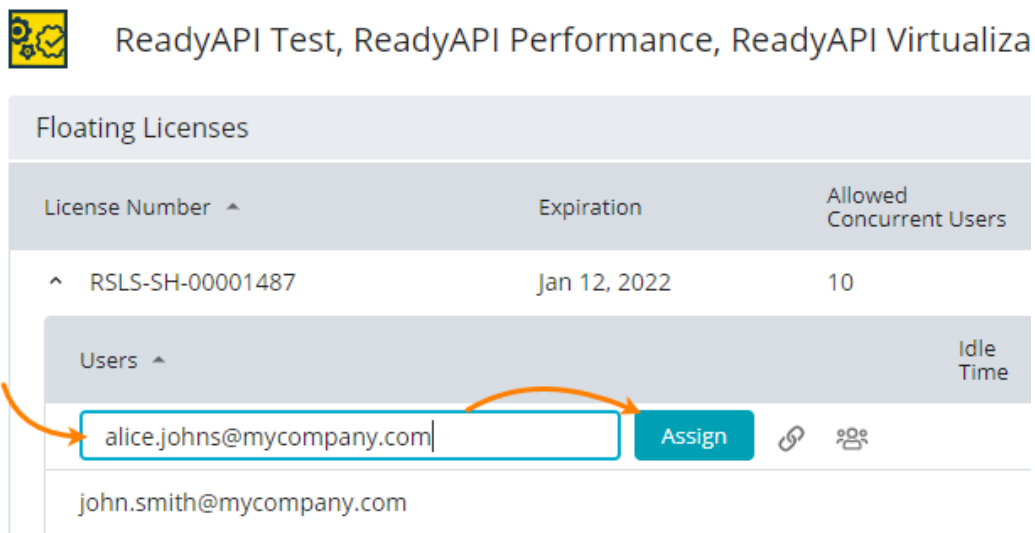 ReadyAPI Test, ReadyAPI Performance, ReadyAPI Virtualiza
Floating Licenses
License Number
Expiration
Allowed
Concurrent Users
RSLS-SH-00001487
Jan 12, 2022
10
Users
Idle
Time
alice.johns@mycompany.com
Assign
john.smith@mycompany.com